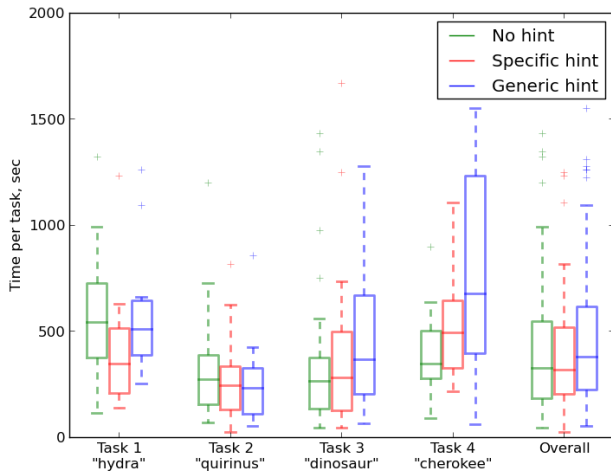 2000
1500
1000
500
0
Time per task, sec
No hint
Specific hint
Generic hint
Task 1
"hydra"
Task 2
"quirinus"
Task 3
"dinosaur"
Task 4
"cherokee"
Overall